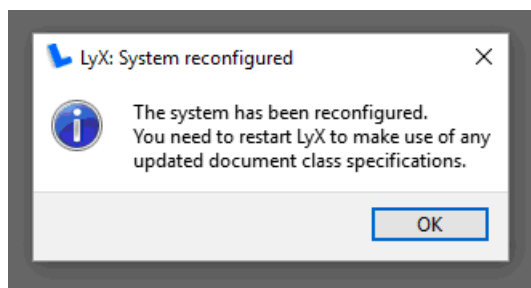 LyX: System reconfigured
The system has been reconfigured.
You need to restart LyX to make use of any
updated document class specifications.
OK